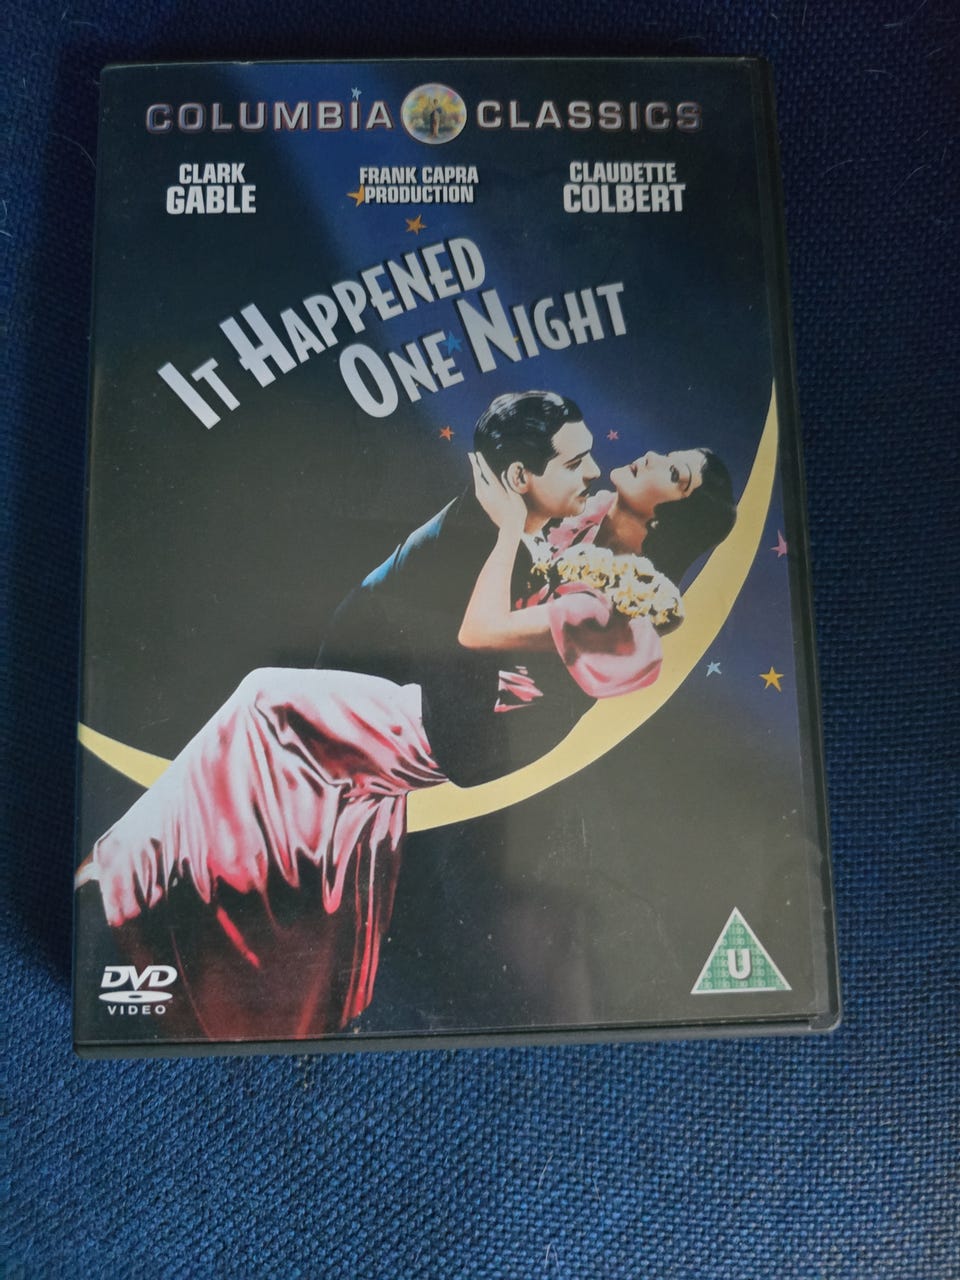 COLUMBIA CLASSICS
CLARK
GABLE
FRANK CAPRA
PRODUCTION
CLAUDETTE
COLBERT
IT HAPPENED
ONE NIGHT
DVD
VIDEO
U